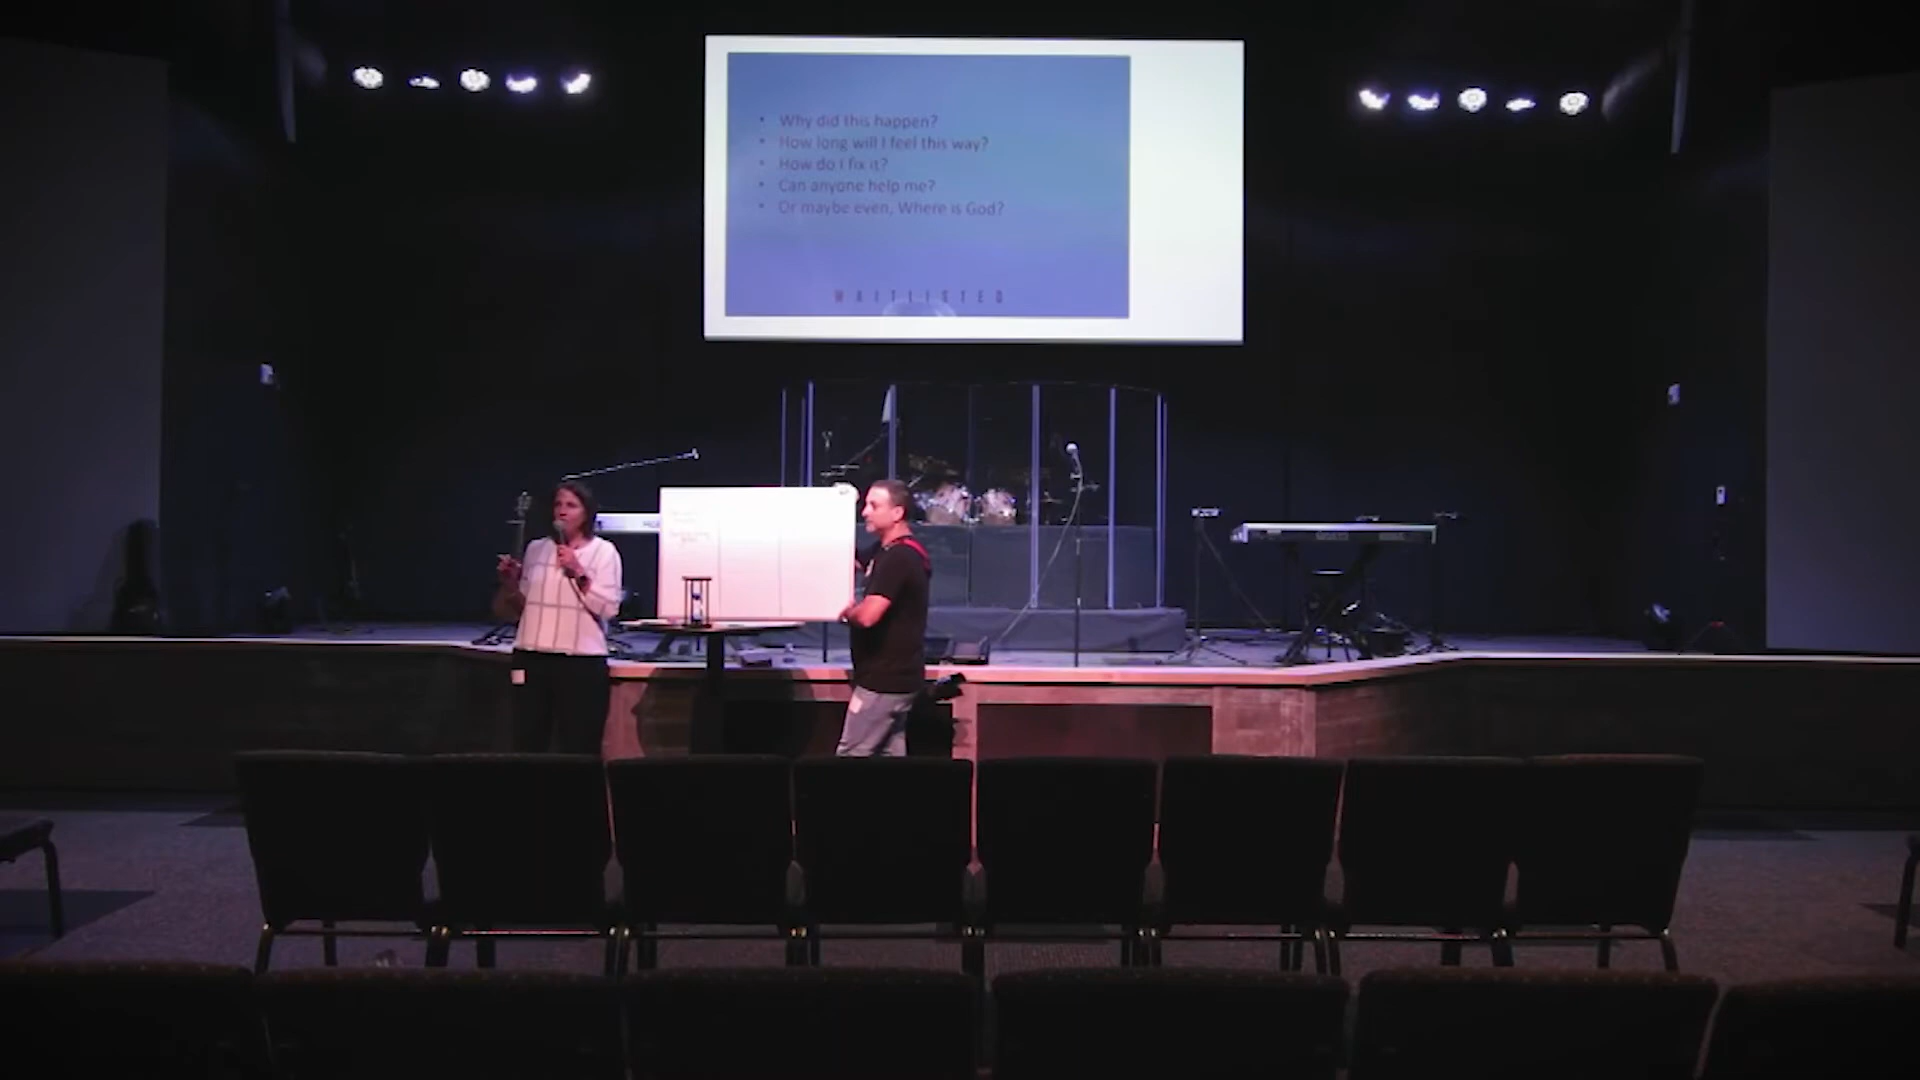 • Why did this happen?
• How long will I feel this way?
• How do I fix it?
• Can anyone help me?
• Or maybe even, Where is God?
WAITLISTED